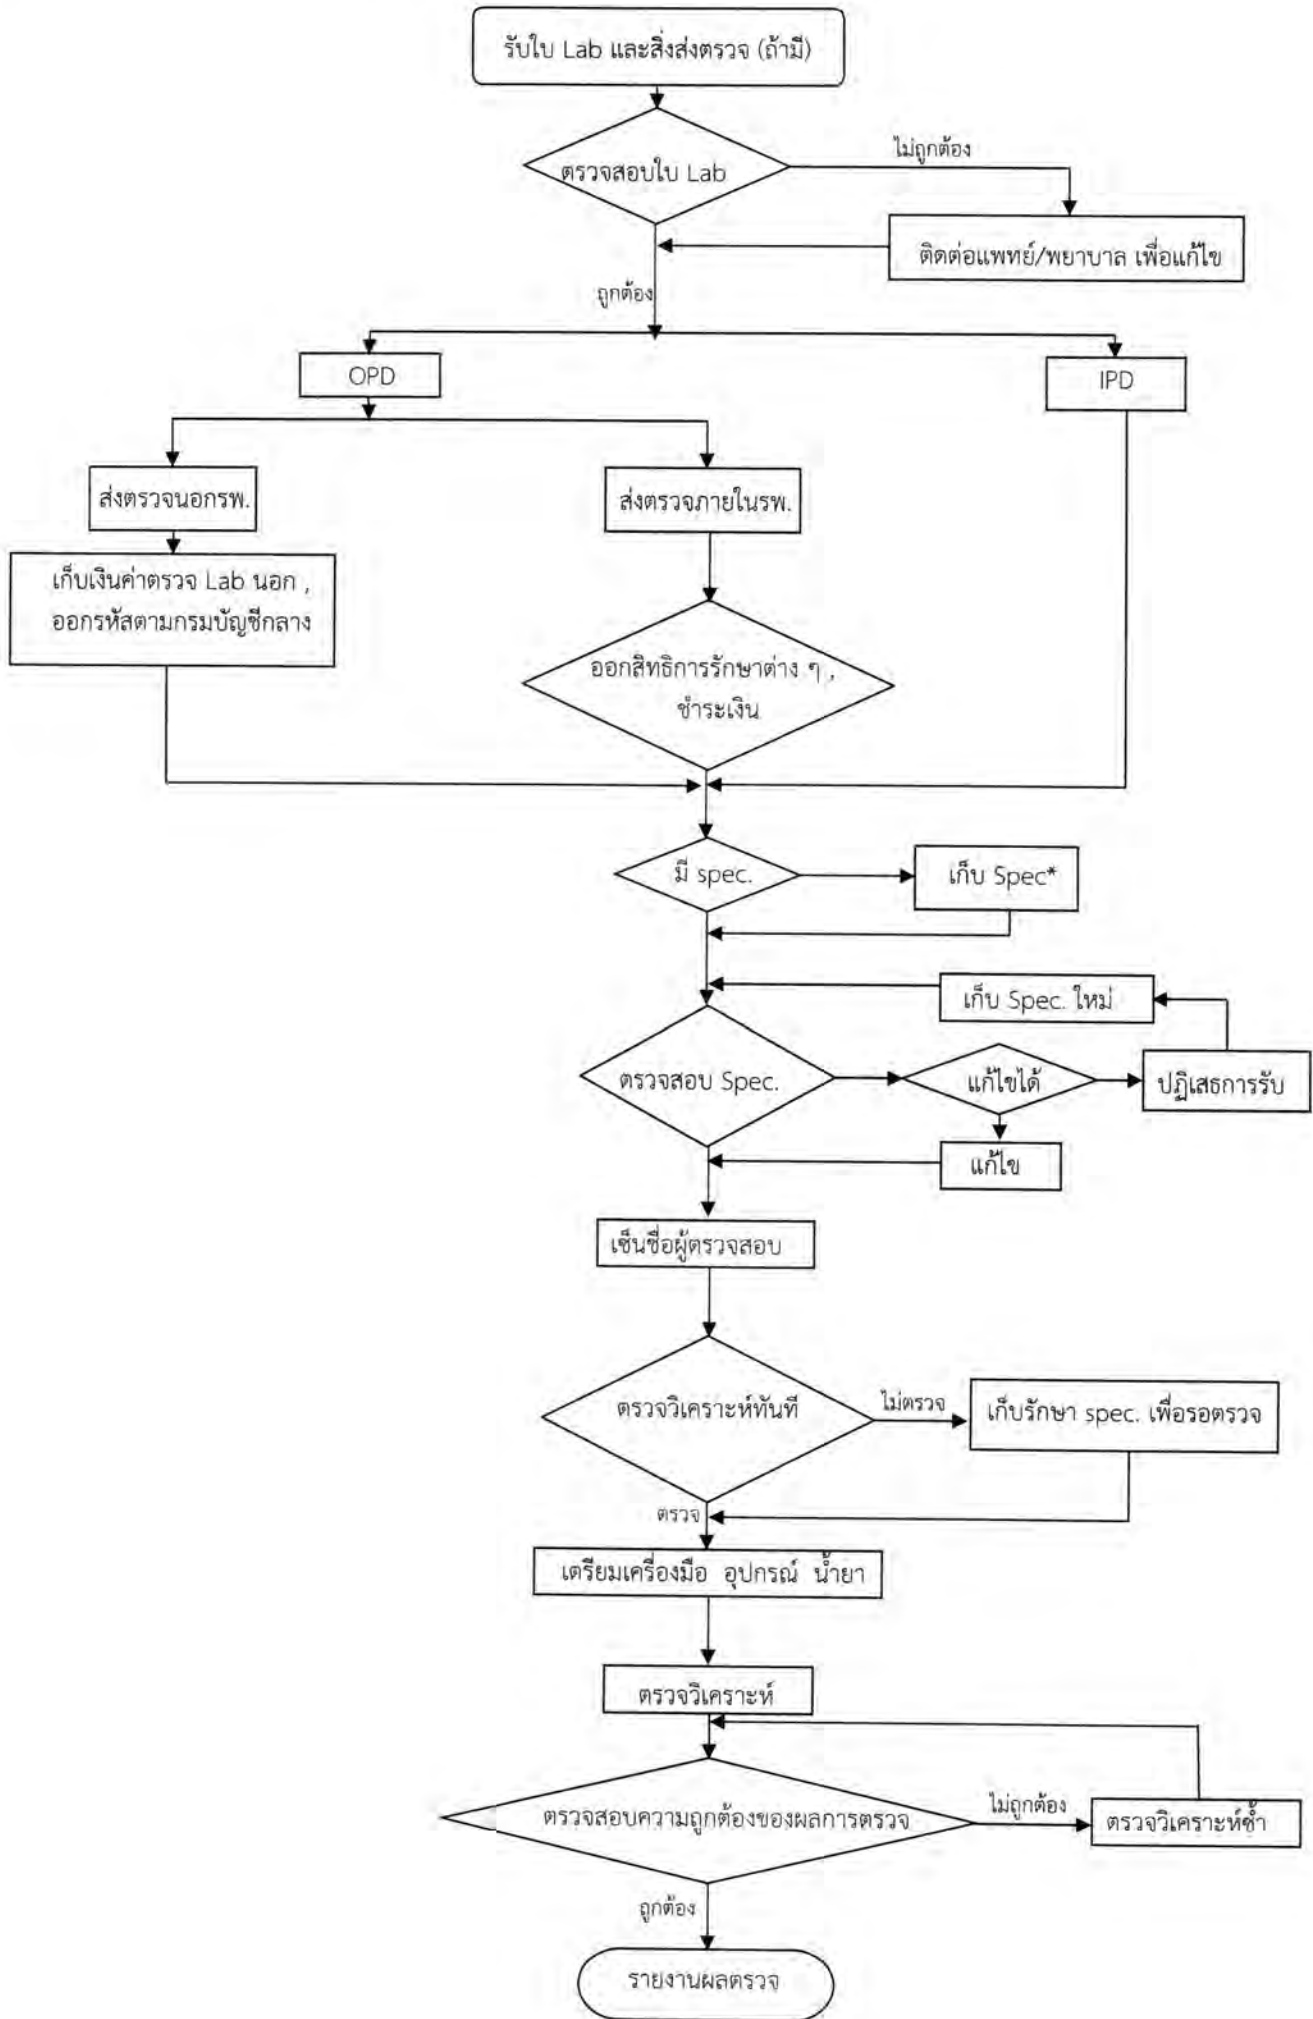 รับใบ Lab และสิ่งส่งตรวจ (ถ้ามี)
ตรวจสอบใบ Lab
ไม่ถูกต้อง
ติดต่อแพทย์/พยาบาล เพื่อแก้ไข
ถูกต้อง
OPD
IPD
ส่งตรวจนอกรพ.
ส่งตรวจภายในรพ.
เก็บเงินค่าตรวจ Lab นอก ,
ออกรหัสตามกรมบัญชีกลาง
ออกสิทธิการรักษาต่าง ๆ ,
ชำระเงิน
มี spec.
เก็บ Spec*
เก็บ Spec. ใหม่
ตรวจสอบ Spec.
แก้ไขได้
ปฏิเสธการรับ
แก้ไข
เซ็นชื่อผู้ตรวจสอบ
ตรวจวิเคราะห์ทันที
ไม่ตรวจ
เก็บรักษา spec. เพื่อรอตรวจ
ตรวจ
เตรียมเครื่องมือ อุปกรณ์ น้ำยา
ตรวจวิเคราะห์
ตรวจสอบความถูกต้องของผลการตรวจ
ไม่ถูกต้อง
ตรวจวิเคราะห์ซ้ำ
ถูกต้อง
รายงานผลตรวจ